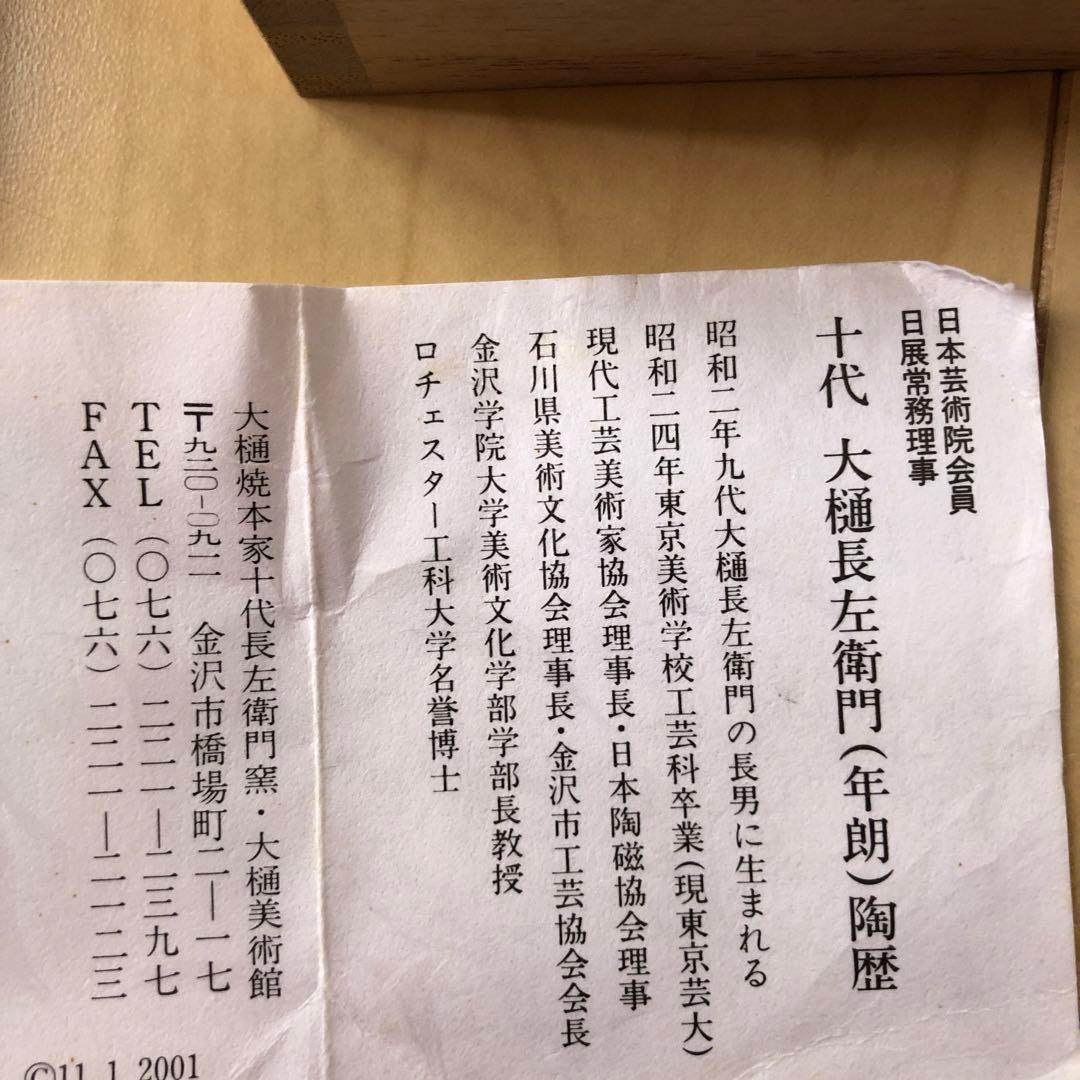 日本芸術院会員
日展常務理事
十代 大樋長左衛門(年朗)陶歴
昭和二年九代大樋長左衛門の長男に生まれる
昭和二四年東京美術学校工芸科卒業(現東京芸大)
現代工芸美術家協会理事長・日本陶磁協会理事
石川県美術文化協会理事長・金沢市工芸協会会長
金沢学院大学美術文化学部学部長教授
ロチェスター工科大学名誉博士
大樋焼本家十代長左衛門窯・大樋美術館
〒九二〇-〇九一一 金沢市橋場町二―一七
TEL(〇七六)二二一―二三九七
FAX(〇七六)二二一―二一二三
©11.1.2001